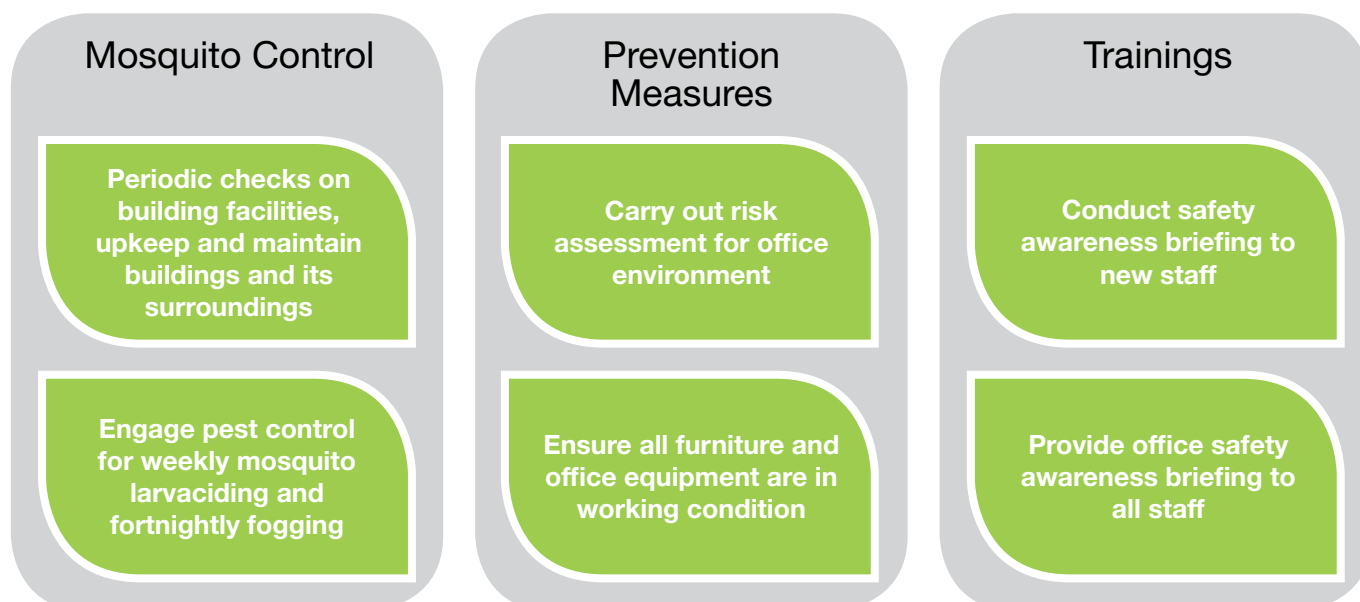 Mosquito Control
Periodic checks on
building facilities,
upkeep and maintain
buildings and its
surroundings
Engage pest control
for weekly mosquito
larvaciding and
fortnightly fogging
Prevention
Measures
Carry out risk
assessment for office
environment
Ensure all furniture and
office equipment are in
working condition
Trainings
Conduct safety
awareness briefing to
new staff
Provide office safety
awareness briefing to
all staff